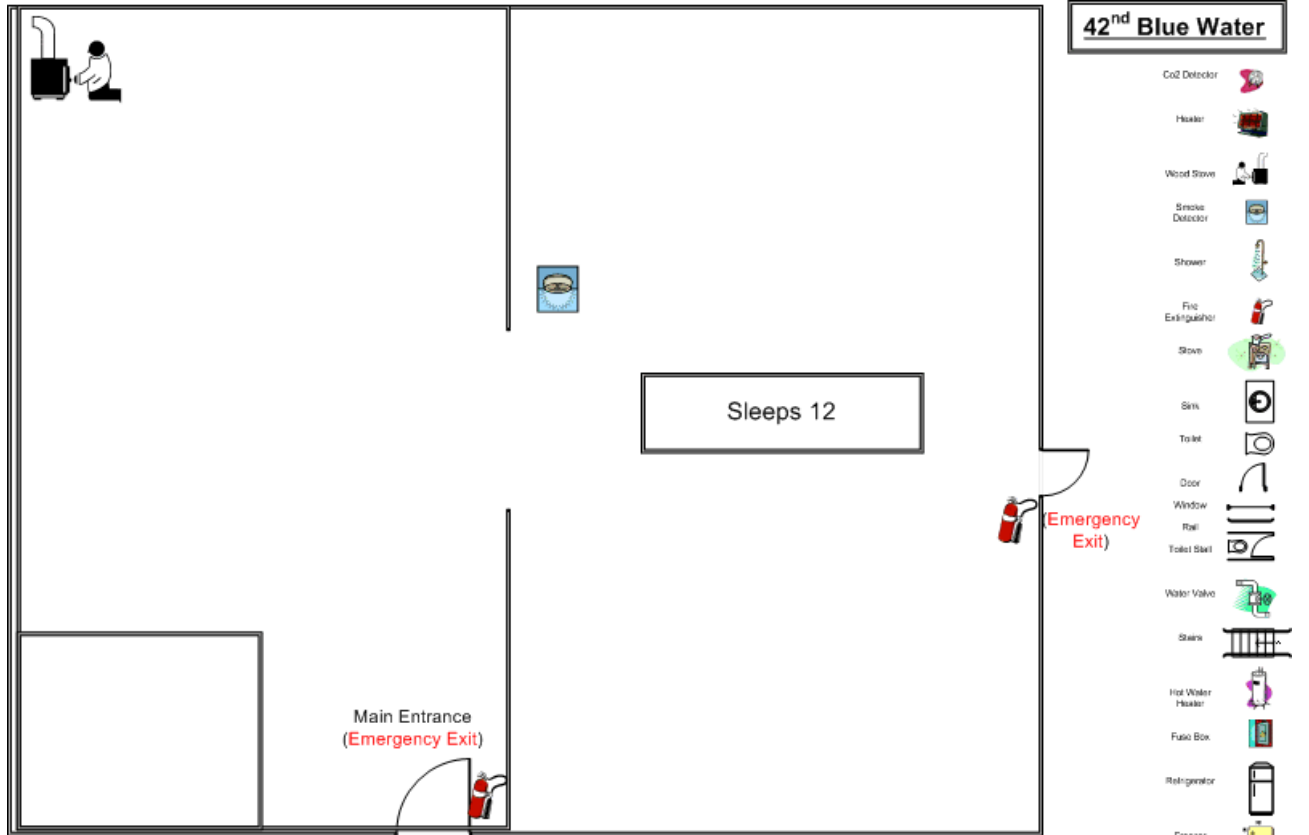 42nd Blue Water
Co2 Detector
Heater
Wood Stove
Smoke
Detector
Shower
Fire
Extinguisher
Stove
Sleeps 12
Sink
Toilet
Door
Window
(Emergency
Exit)
Rail
Toilet Stall
Water Valve
Stairs
Hot Water
Heater
Main Entrance
(Emergency Exit)
Fuse Box
Refrigerator